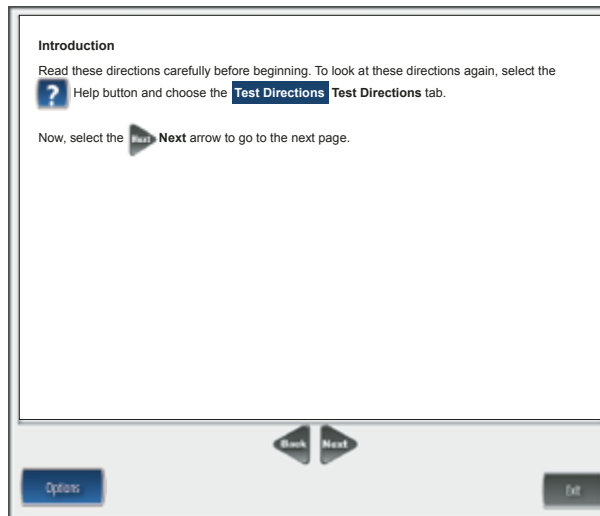 Introduction
Read these directions carefully before beginning. To look at these directions again, select the
? Help button and choose the Test Directions Test Directions tab.
Now, select the Next Next arrow to go to the next page.
Back Next
Options Exit